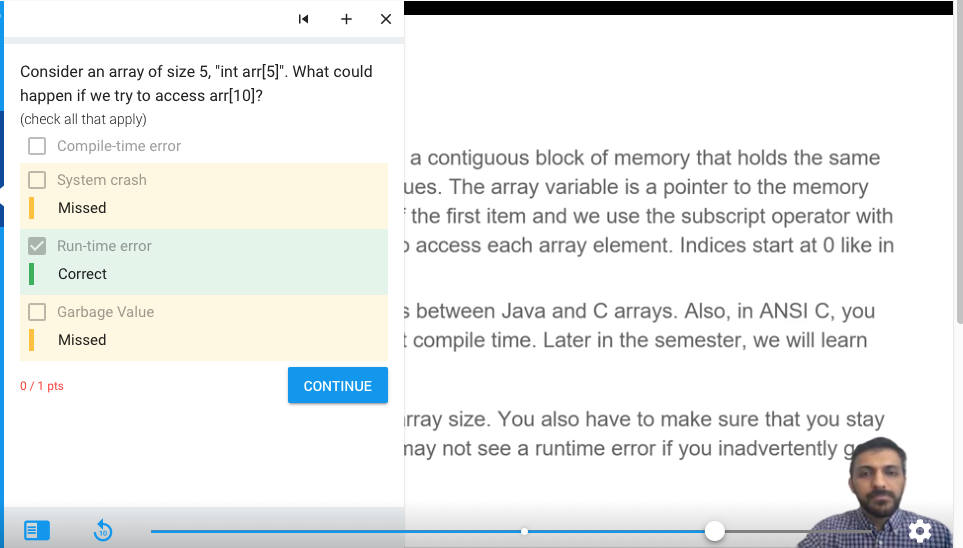 Consider an array of size 5, "int arr[5]". What could
happen if we try to access arr[10]?
(check all that apply)
Compile-time error
System crash
Missed
Run-time error
Correct
Garbage Value
Missed
0 / 1 pts
CONTINUE
a contiguous block of memory that holds the same
ues. The array variable is a pointer to the memory
f the first item and we use the subscript operator with
o access each array element. Indices start at 0 like in
s between Java and C arrays. Also, in ANSI C, you
t compile time. Later in the semester, we will learn
rray size. You also have to make sure that you stay
may not see a runtime error if you inadvertently g
10